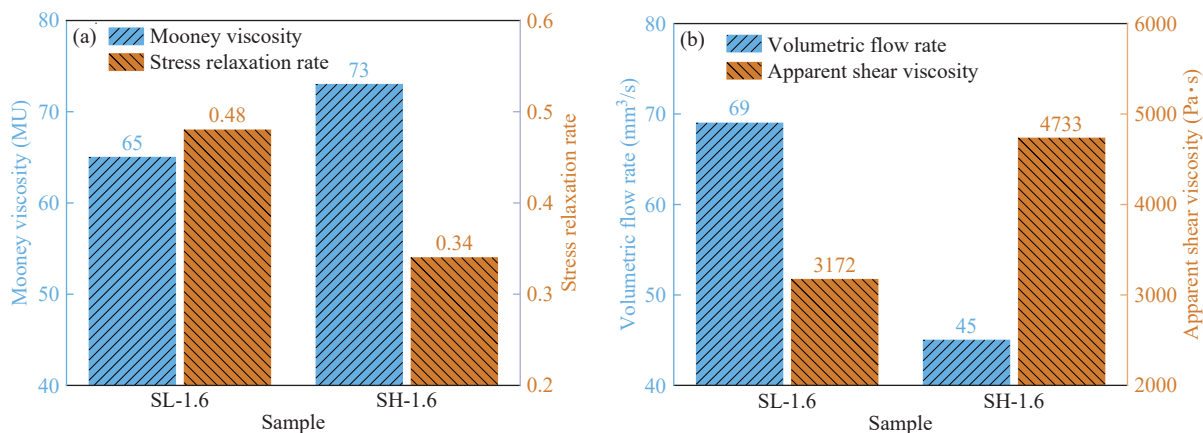 (a)
Mooney viscosity
Stress relaxation rate
80
70
60
50
40
Mooney viscosity (MU)
65
0.48
73
0.34
0.6
0.5
0.4
0.3
0.2
Stress relaxation rate
SL-1.6
SH-1.6
Sample
(b)
Volumetric flow rate
Apparent shear viscosity
80
70
60
50
40
Volumetric flow rate (mm³/s)
69
3172
45
4733
6000
5000
4000
3000
2000
Apparent shear viscosity (Pa·s)
SL-1.6
SH-1.6
Sample